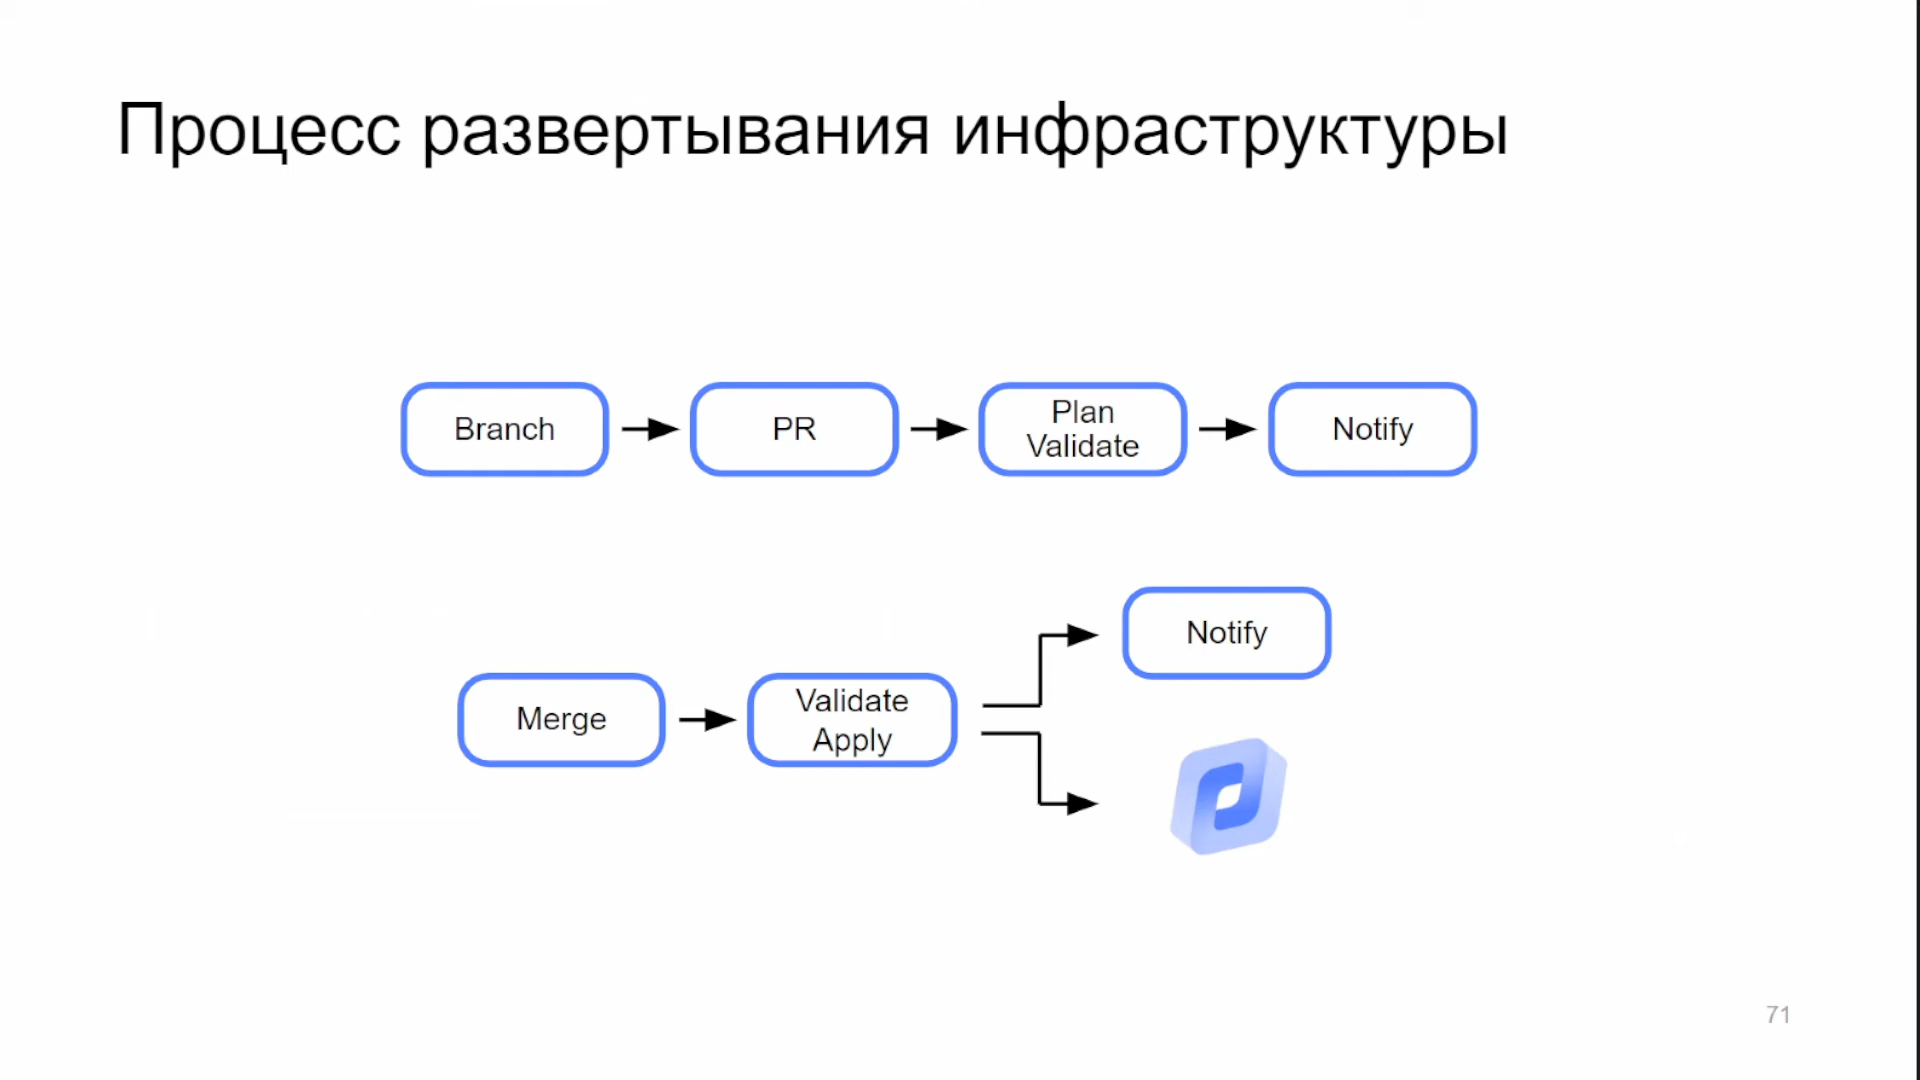 Процесс развертывания инфраструктуры
Branch
PR
Plan
Validate
Notify
Notify
Merge
Validate
Apply
71